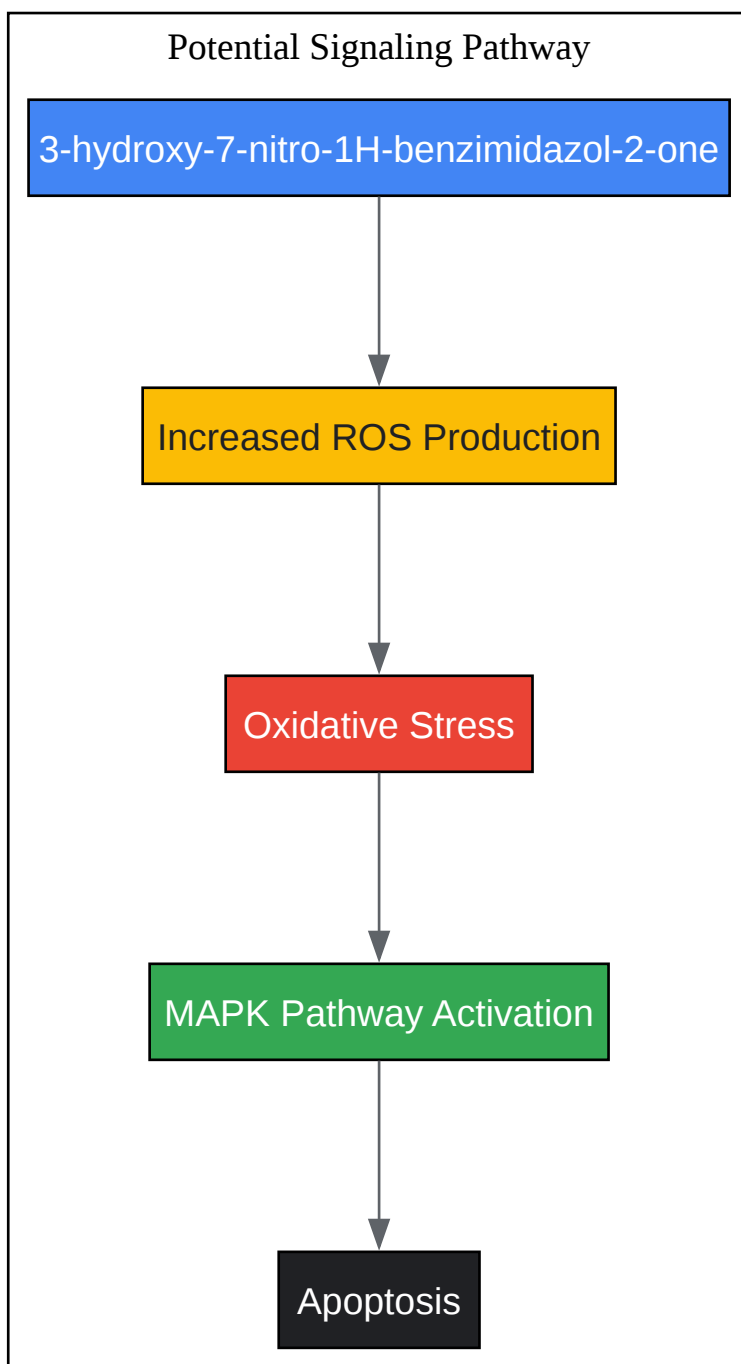 Potential Signaling Pathway
3-hydroxy-7-nitro-1H-benzimidazol-2-one
Increased ROS Production
Oxidative Stress
MAPK Pathway Activation
Apoptosis